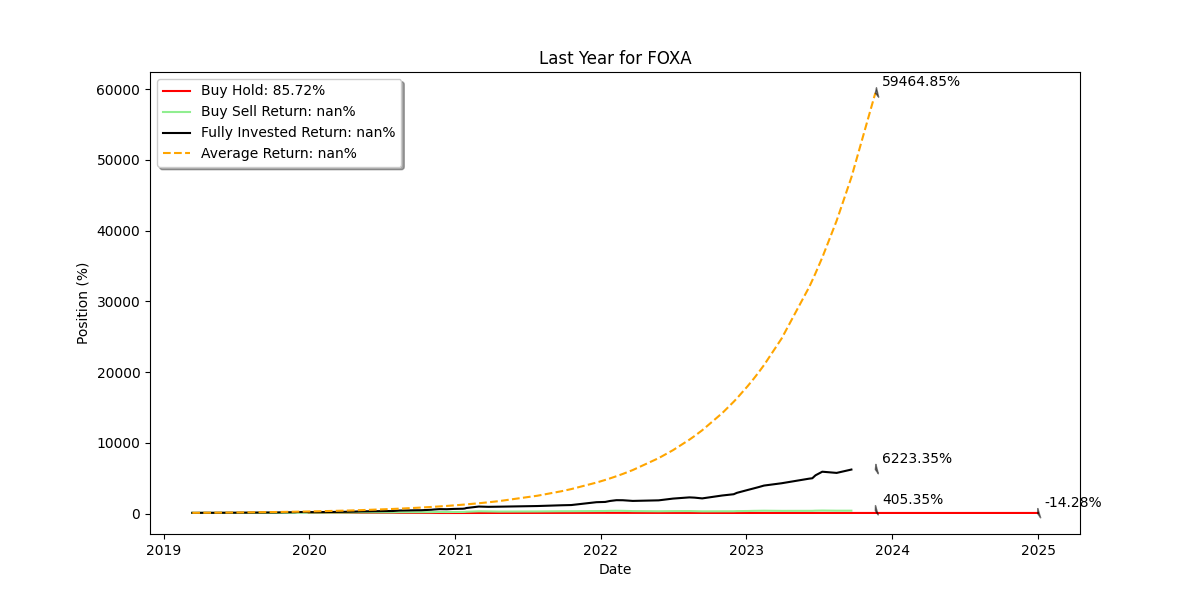 Last Year for FOXA
59464.85%
Buy Hold: 85.72%
Buy Sell Return: nan%
Fully Invested Return: nan%
Average Return: nan%
60000
50000
40000
30000
20000
10000
0
Position (%)
6223.35%
405.35%
-14.28%
2019
2020
2021
2022
2023
2024
2025
Date